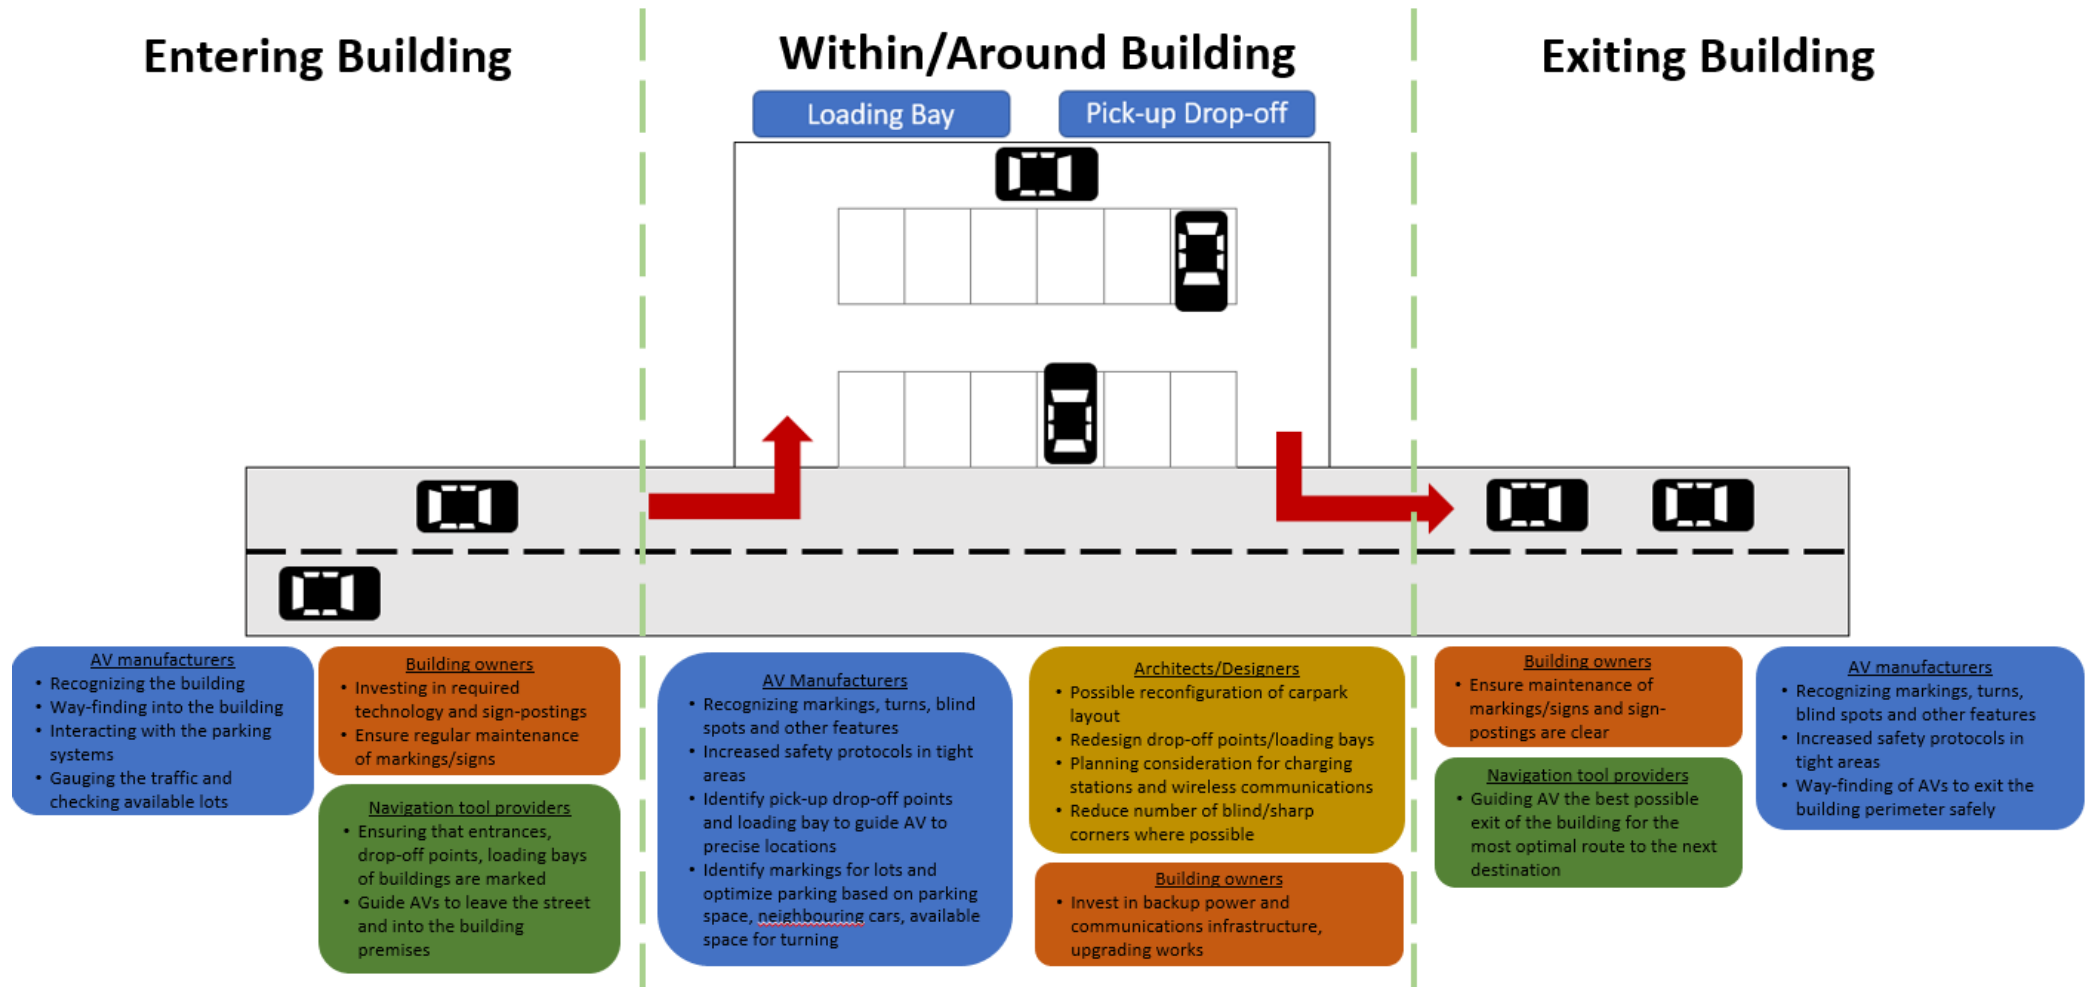 Entering Building
Within/Around Building
Exiting Building
Loading Bay
Pick-up Drop-off
AV manufacturers
• Recognizing the building
• Way-finding into the building
• Interacting with the parking
systems
• Gauging the traffic and
checking available lots
Building owners
• Investing in required
technology and sign-postings
• Ensure regular maintenance
of markings/signs
Navigation tool providers
• Ensuring that entrances,
drop-off points, loading bays
of buildings are marked
• Guide AVs to leave the street
and into the building
premises
AV Manufacturers
• Recognizing markings, turns, blind
spots and other features
• Increased safety protocols in tight
areas
• Identify pick-up drop-off points
and loading bay to guide AV to
precise locations
• Identify markings for lots and
optimize parking based on parking
space, neighbouring cars, available
space for turning
Architects/Designers
• Possible reconfiguration of carpark
layout
• Redesign drop-off points/loading bays
• Planning consideration for charging
stations and wireless communications
• Reduce number of blind/sharp
corners where possible
Building owners
• Invest in backup power and
communications infrastructure,
upgrading works
Building owners
• Ensure maintenance of
markings/signs and sign-
postings are clear
Navigation tool providers
• Guiding AV the best possible
exit of the building for the
most optimal route to the next
destination
AV manufacturers
• Recognizing markings, turns,
blind spots and other features
• Increased safety protocols in
tight areas
• Way-finding of AVs to exit the
building perimeter safely